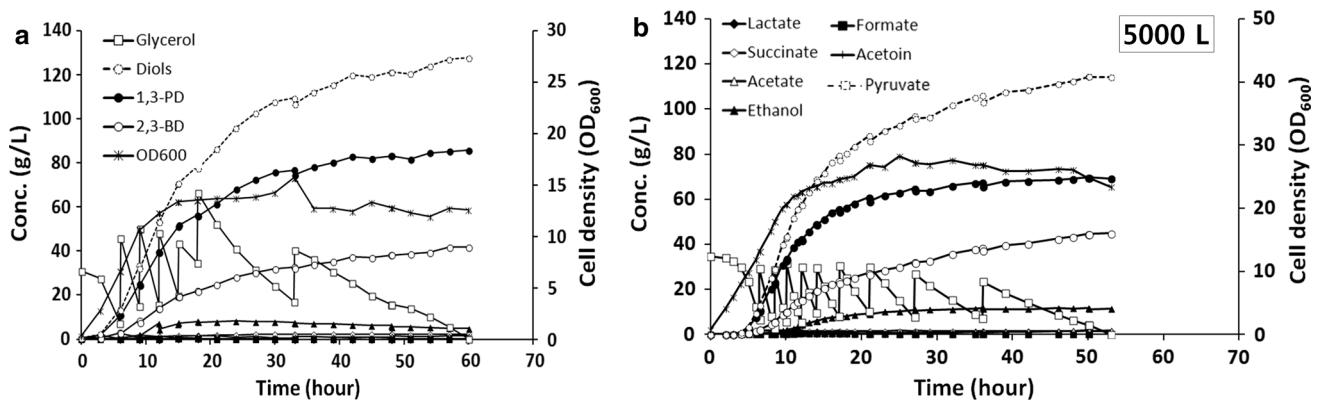 a
140
120
100
80
60
40
20
0
Conc. (g/L)
Glycerol
Diols
1,3-PD
2,3-BD
OD600
30
25
20
15
10
5
0
Cell density (OD600)
0 10 20 30 40 50 60 70
Time (hour)
b
140
120
100
80
60
40
20
0
Conc. (g/L)
Lactate Formate
Succinate Acetoin
Acetate Pyruvate
Ethanol
5000 L
50
40
30
20
10
0
Cell density (OD600)
0 10 20 30 40 50 60 70
Time (hour)